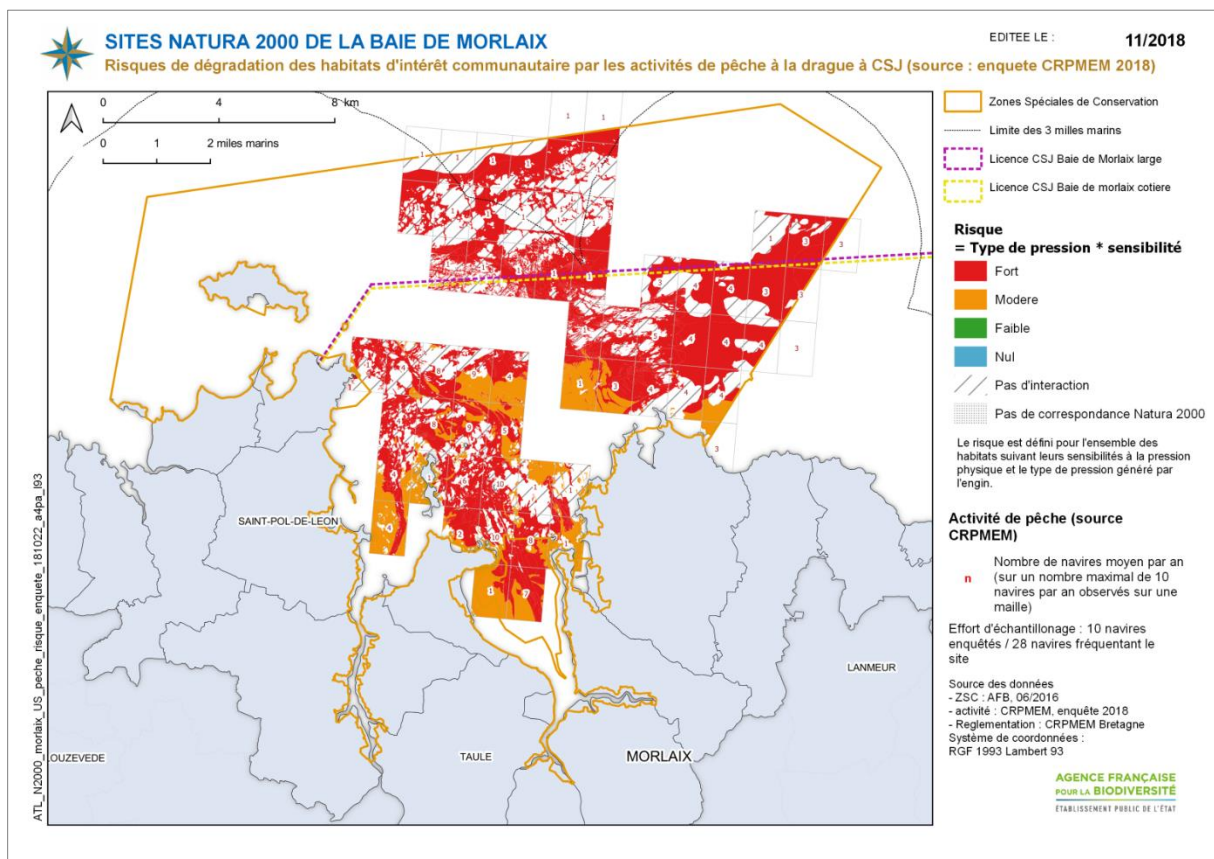 SITES NATURA 2000 DE LA BAIE DE MORLAIX
EDITEE LE : 11/2018
Risques de dégradation des habitats d'intérêt communautaire par les activités de pêche à la drague à CSJ (source : enquete CRPMEM 2018)
0 4 8 km
0 1 2 miles marins
SAINT-POL-DE-LEON
LANMEUR
OUZEVEDE
TAULE
MORLAIX
ATL_N2000_morlaix_US_peche_risque_enquete_181022_a4pa_l93
Zones Spéciales de Conservation
Limite des 3 milles marins
Licence CSJ Baie de Morlaix large
Licence CSJ Baie de morlaix cotiere
Risque
= Type de pression * sensibilité
Fort
Modere
Faible
Nul
Pas d'interaction
Pas de correspondance Natura 2000
Le risque est défini pour l'ensemble des
habitats suivant leurs sensibilités à la pression
physique et le type de pression généré par
l'engin.
Activité de pêche (source
CRPMEM)
n Nombre de navires moyen par an
(sur un nombre maximal de 10
navires par an observés sur une
maille)
Effort d'échantillonage : 10 navires
enquêtés / 28 navires fréquentant le
site
Source des données
- ZSC : AFB, 06/2016
- activité : CRPMEM, enquête 2018
- Reglementation : CRPMEM Bretagne
Système de coordonnées :
RGF 1993 Lambert 93
AGENCE FRANÇAISE
POUR LA BIODIVERSITÉ
ÉTABLISSEMENT PUBLIC DE L'ÉTAT